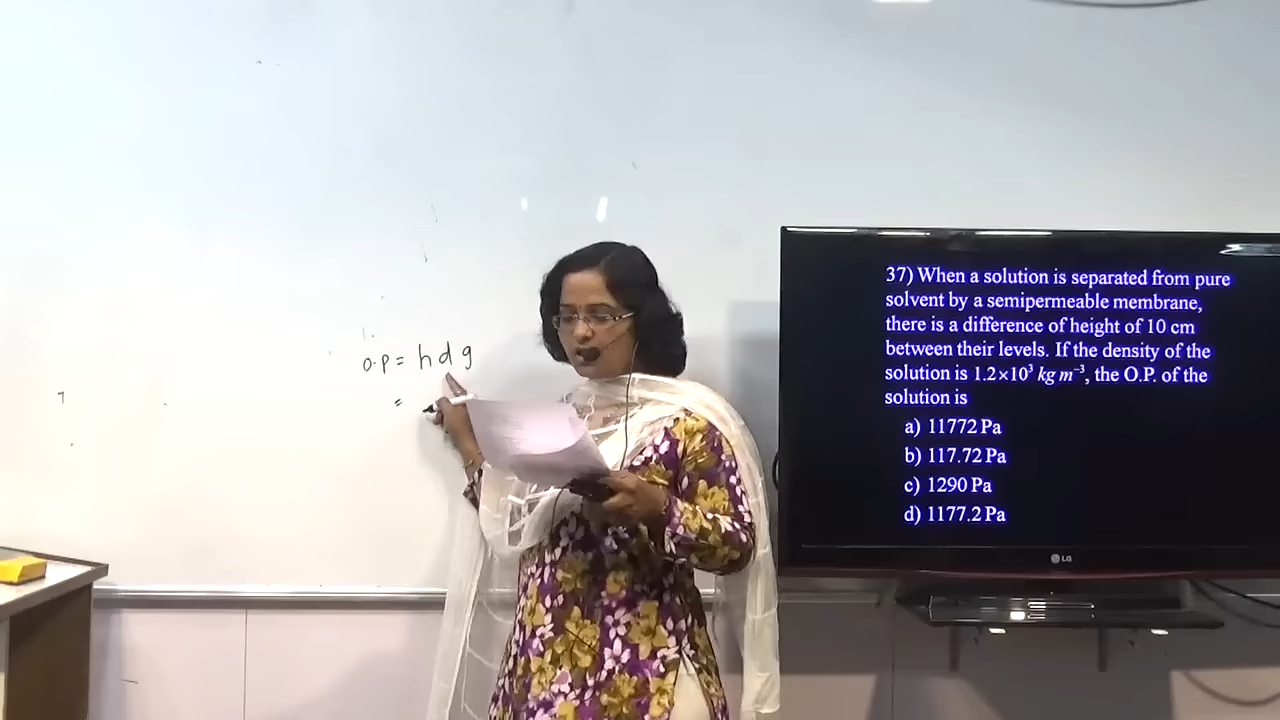 O.P = h d g
=
37) When a solution is separated from pure
solvent by a semipermeable membrane,
there is a difference of height of 10 cm
between their levels. If the density of the
solution is 1.2×10³ kg m⁻³, the O.P. of the
solution is
a) 11772 Pa
b) 117.72 Pa
c) 1290 Pa
d) 1177.2 Pa
LG